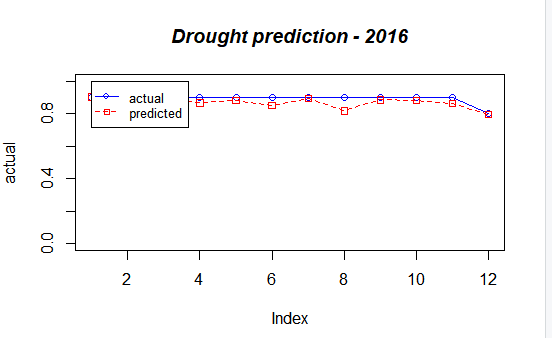 Drought prediction - 2016
actual
predicted
actual
0.8
0.4
0.0
2 4 6 8 10 12
Index